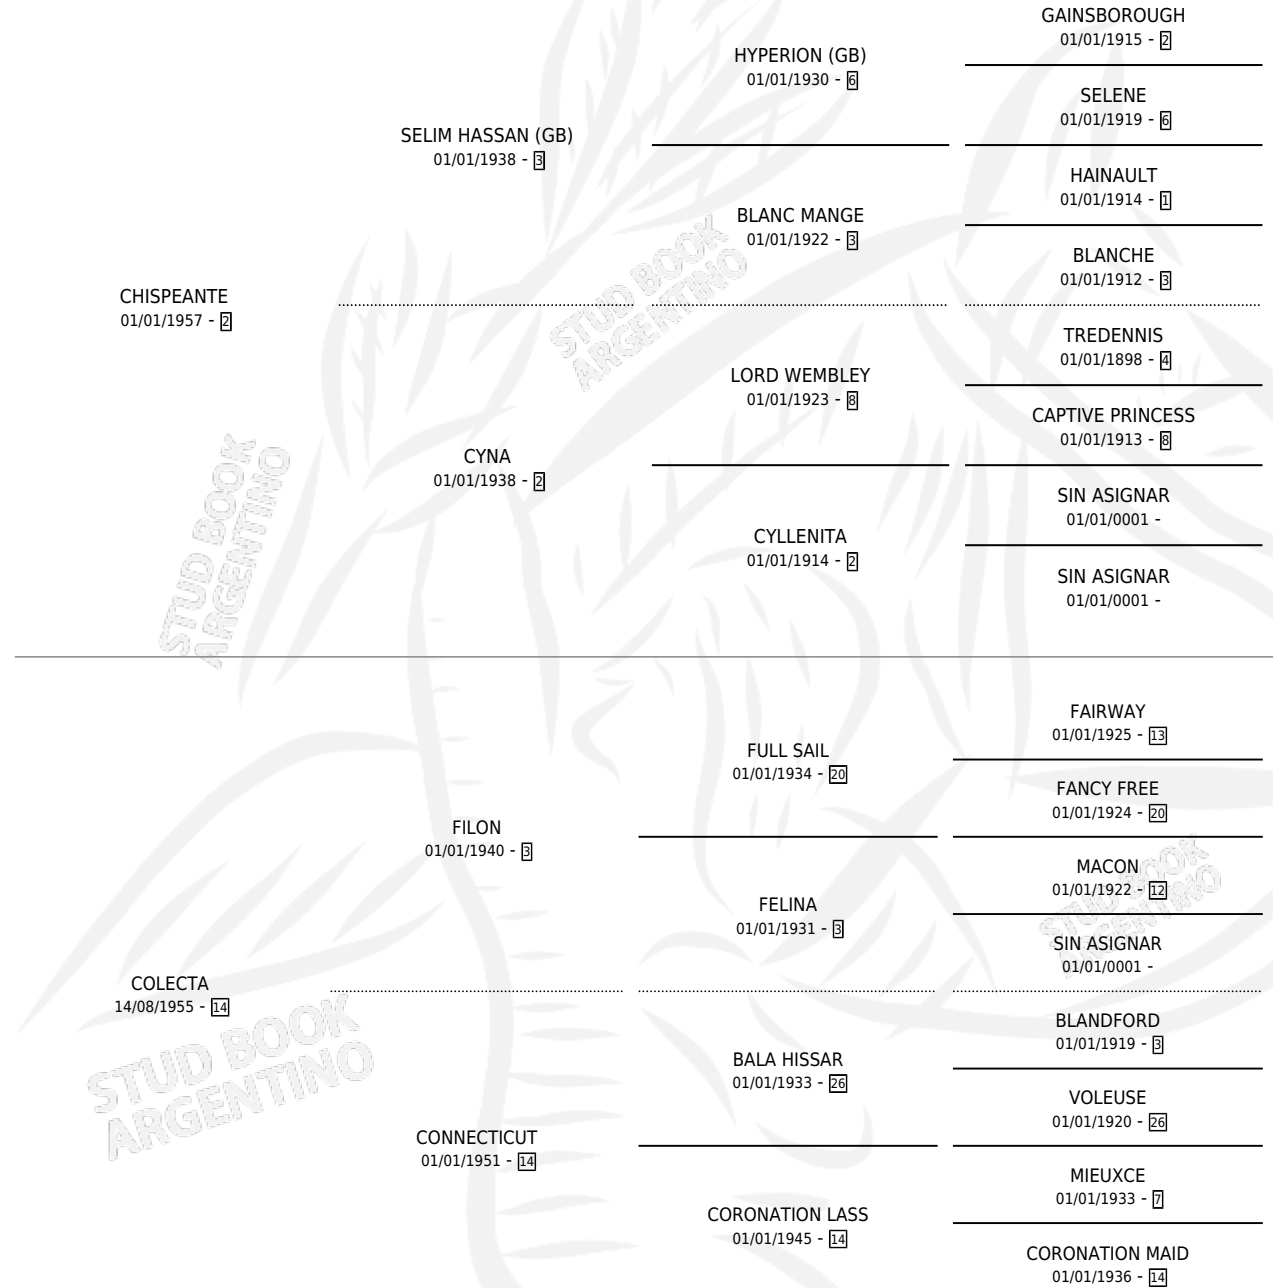 GAINSBOROUGH
01/01/1915 - 2
HYPERION (GB)
01/01/1930 - 6
SELENE
01/01/1919 - 6
SELIM HASSAN (GB)
01/01/1938 - 3
HAINAULT
01/01/1914 - 1
BLANC MANGE
01/01/1922 - 3
BLANCHE
01/01/1912 - 3
CHISPEANTE
01/01/1957 - 2
TREDENNIS
01/01/1898 - 4
LORD WEMBLEY
01/01/1923 - 8
CAPTIVE PRINCESS
01/01/1913 - 8
CYNA
01/01/1938 - 2
SIN ASIGNAR
01/01/0001 -
CYLLENITA
01/01/1914 - 2
SIN ASIGNAR
01/01/0001 -
FAIRWAY
01/01/1925 - 13
FULL SAIL
01/01/1934 - 20
FANCY FREE
01/01/1924 - 20
FILON
01/01/1940 - 3
MACON
01/01/1922 - 12
FELINA
01/01/1931 - 3
SIN ASIGNAR
01/01/0001 -
COLECTA
14/08/1955 - 14
BLANDFORD
01/01/1919 - 3
BALA HISSAR
01/01/1933 - 26
VOLEUSE
01/01/1920 - 26
CONNECTICUT
01/01/1951 - 14
MIEUXCE
01/01/1933 - 7
CORONATION LASS
01/01/1945 - 14
CORONATION MAID
01/01/1936 - 14
STUD BOOK
ARGENTINO
STUD BOOK
ARGENTINO
STUD BOOK
ARGENTINO
STUD BOOK
ARGENTINO